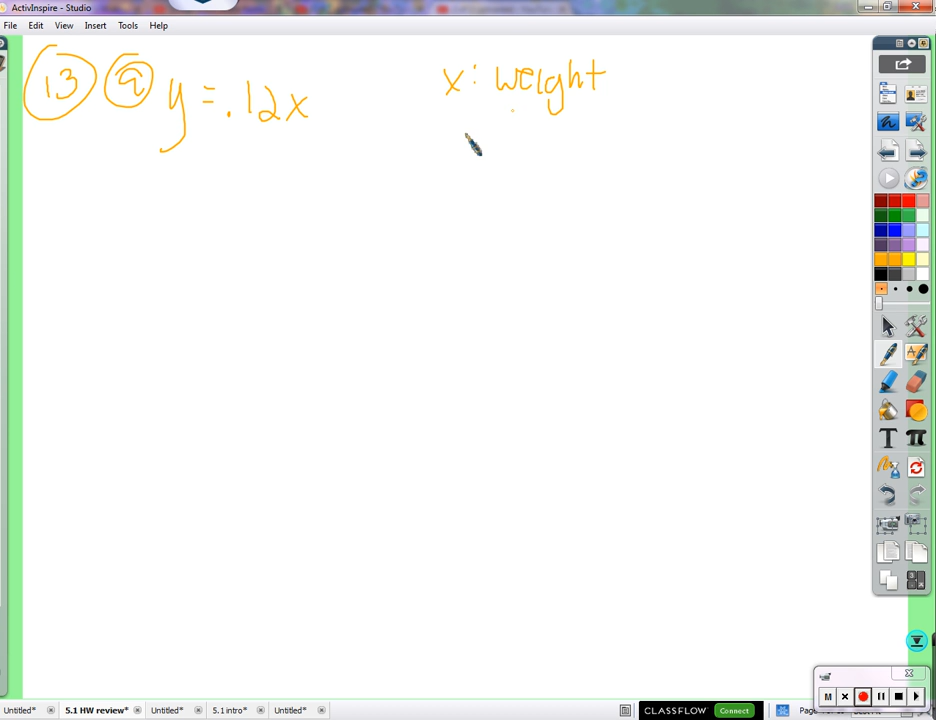 ActivInspire - Studio
File Edit View Insert Tools Help
13 a y = .12x
x: weight
Untitled* 5.1 HW review* Untitled* 5.1 intro* Untitled*
CLASSFLOW Connect
M